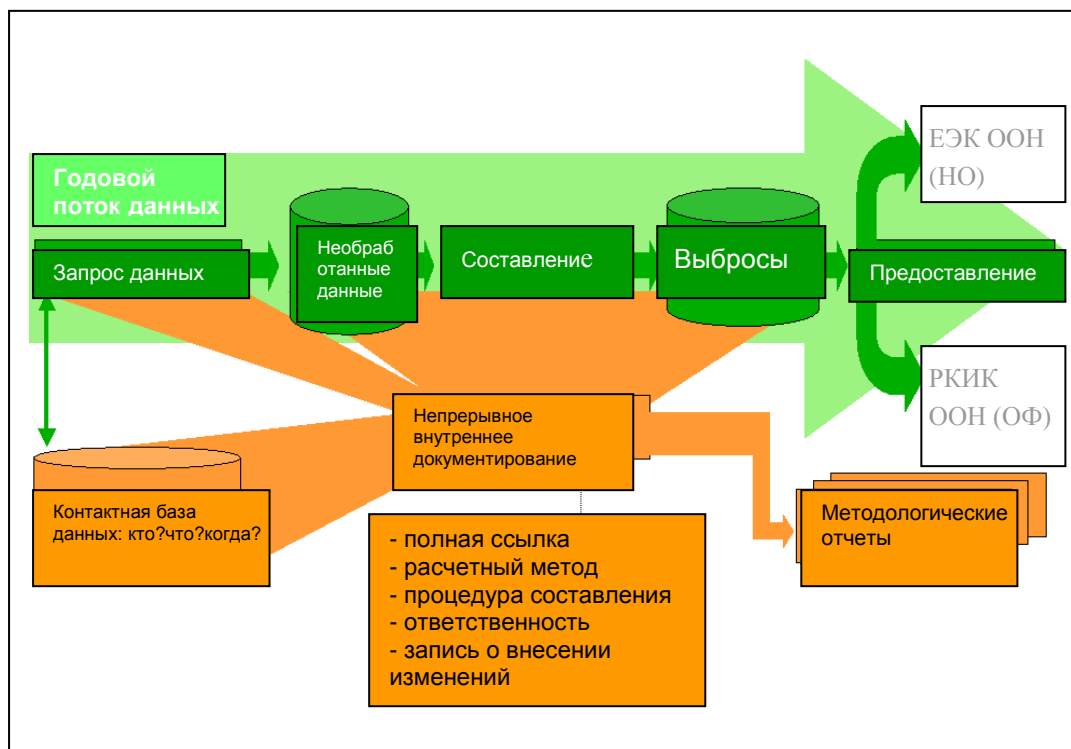 ЕЭК ООН
(НО)
Годовой
поток данных
Запрос данных
Необраб
отанные
данные
Составление
Выбросы
Предоставление
РКИК
ООН (ОФ)
Непрерывное
внутреннее
документирование
Контактная база
данных: кто?что?когда?
Методологические
отчеты
- полная ссылка
- расчетный метод
- процедура составления
- ответственность
- запись о внесении
изменений